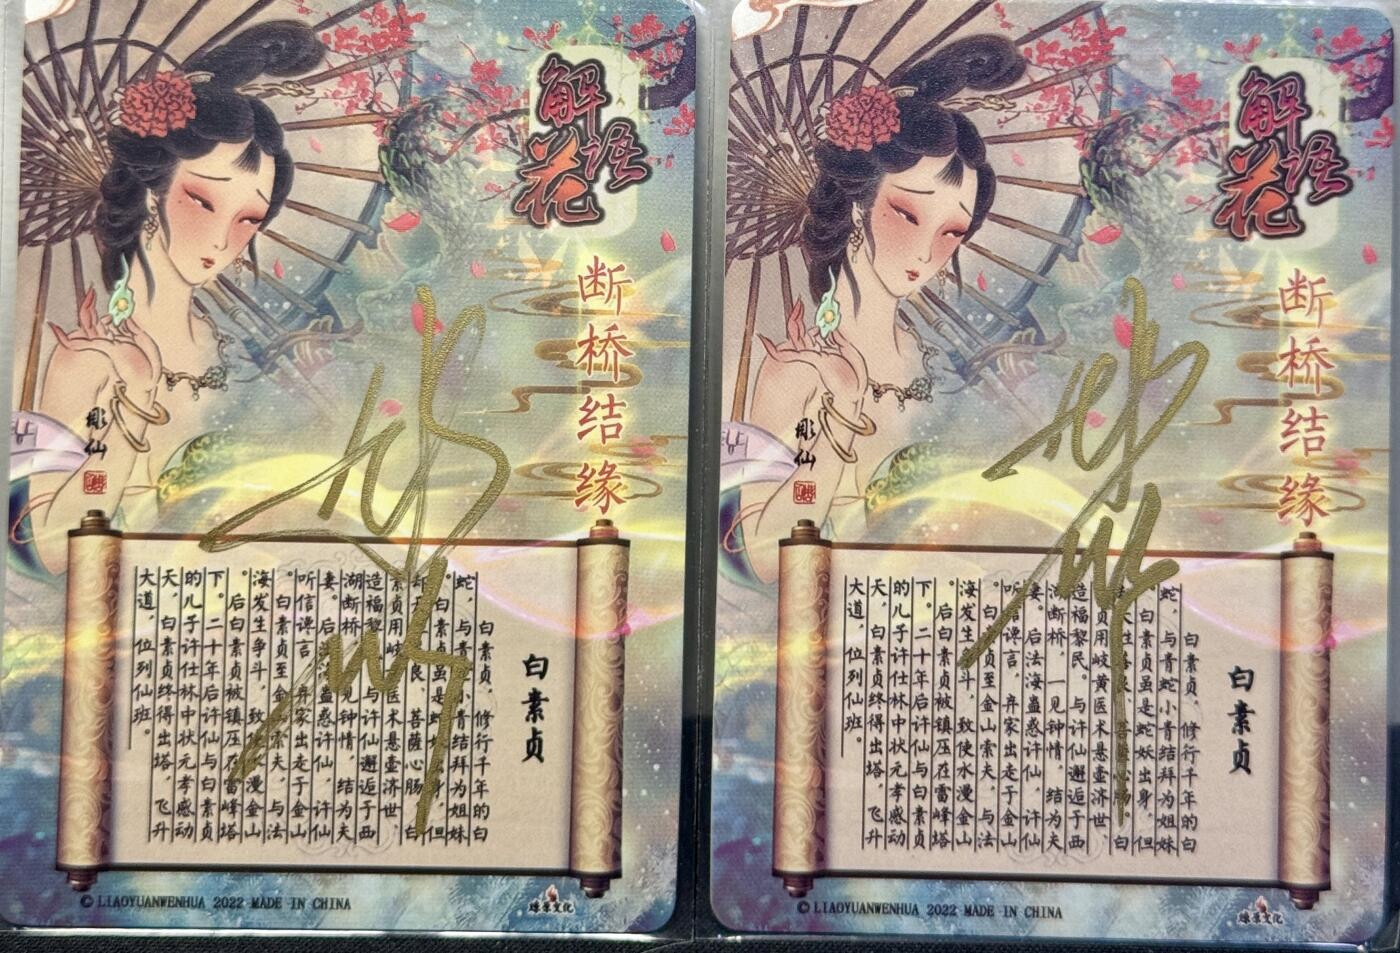 解语花
断桥结缘
彫仙
白素贞
白素贞，修行千年的白
蛇，与青蛇小青结拜为姐妹
。白素贞虽是蛇妖出身，但
良、菩萨心肠。白
素贞用岐医术悬壶济世、
造福黎与许仙邂逅于西
湖断桥，见钟情，结为夫
妻。后法海蛊惑许仙，许仙
听信谗言，弃家出走于金山
。白素贞至金索夫，与法
海发生争斗，致使水漫金山
。后白素贞被镇压在雷峰塔
下。二十年后许仙与白素贞
的儿子许仕林中状元孝感动
天，白素贞终得出塔，飞升
大道，位列仙班。
© LIAOYUANWENHUA 2022 MADE IN CHINA
燎原文化
解语花
断桥结缘
彫仙
白素贞
白素贞，修行千年的白
蛇，与青蛇小青结拜为姐妹
。白素贞虽是蛇妖出身，但
菩萨心肠。白
贞用岐黄医术悬壶济世、
造福黎民。与许仙邂逅于西
湖断桥，一见钟情，结为夫
妻。后法海蛊惑许仙，许仙
听信谗言，弃家出走于金山
。白素贞至金山索夫，与法
海发生争斗，致使水漫金山
。后白素贞被镇压在雷峰塔
下。二十年后许仙与白素贞
的儿子许仕林中状元孝感动
天，白素贞终得出塔，飞升
大道，位列仙班。
© LIAOYUANWENHUA 2022 MADE IN CHINA
燎原文化